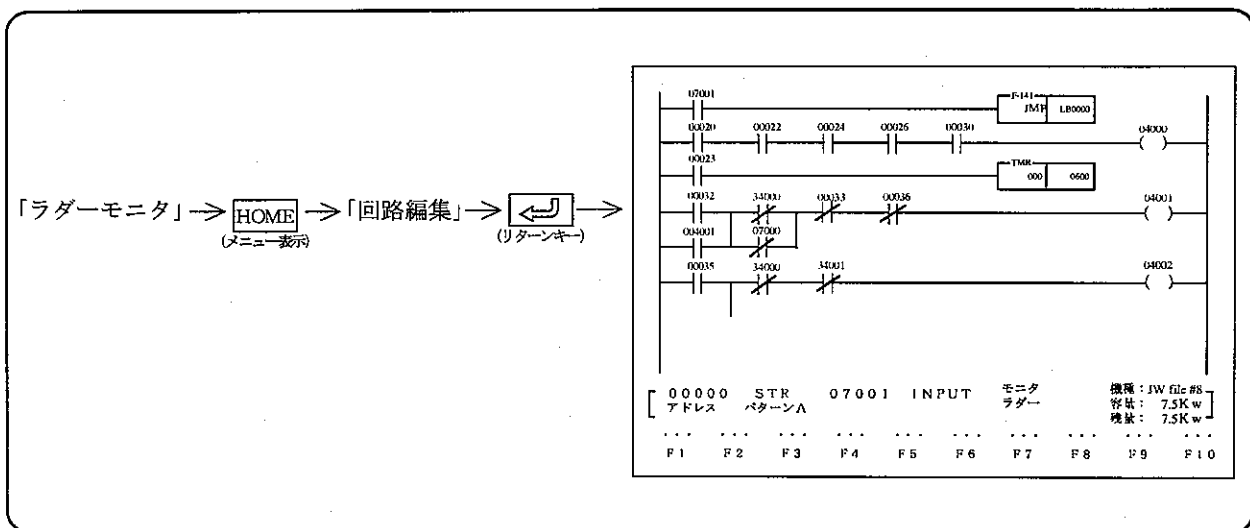 「ラダーモニタ」→ HOME →「回路編集」→ →
(メニュー表示)
(リターンキー)
07001
F-141
JMP LB0000
00020 00022 00024 00026 00030 04000
00023
TMR
000 0600
00032 34000 00033 00036 04001
004001 07000
00035 34000 34001 04002
00000 STR 07001 INPUT モニタ 機種：JW file #8
アドレス パターンA ラダー 容量： 7.5K w
残量： 7.5K w
... ... ... ... ... ... ... ... ... ...
F1 F2 F3 F4 F5 F6 F7 F8 F9 F10